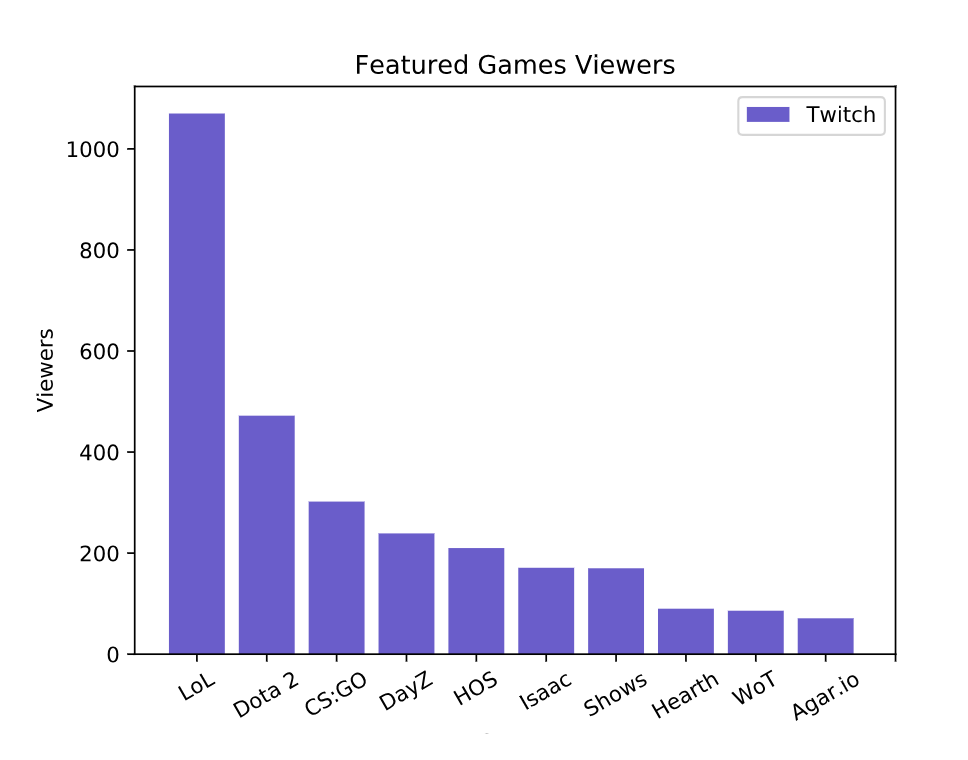 Featured Games Viewers
Twitch
Viewers
1000
800
600
400
200
0
LoL
Dota 2
CS:GO
DayZ
HOS
Isaac
Shows
Hearth
WoT
Agar.io